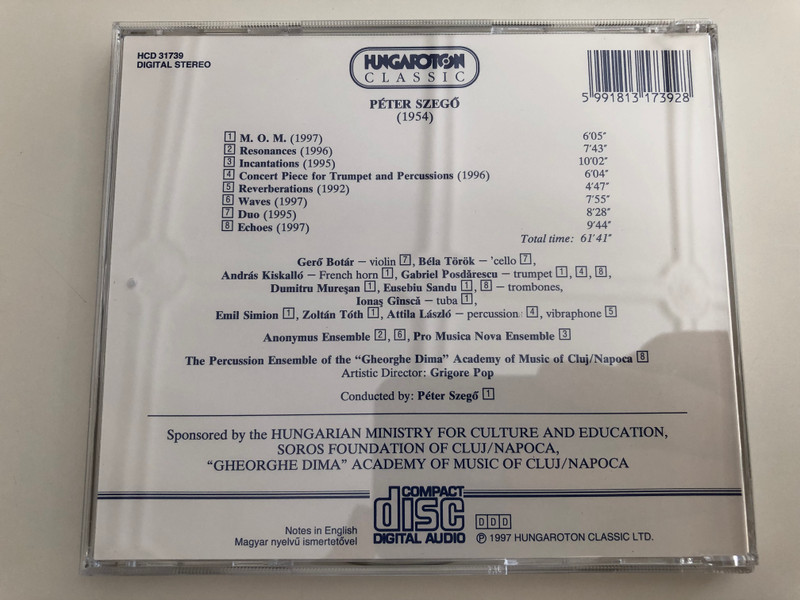 HCD 31739
DIGITAL STEREO
HUNGAROTON
CLASSIC
5 991813 173928
PÉTER SZEGŐ
(1954)
1 M. O. M. (1997) 6'05"
2 Resonances (1996) 7'43"
3 Incantations (1995) 10'02"
4 Concert Piece for Trumpet and Percussions (1996) 6'04"
5 Reverberations (1992) 4'47"
6 Waves (1997) 7'55"
7 Duo (1995) 8'28"
8 Echoes (1997) 9'44"
Total time: 61'41"
Gerő Botár – violin 7, Béla Török – 'cello 7,
András Kiskalló – French horn 1, Gabriel Posdărescu – trumpet 1, 4, 8,
Dumitru Mureşan 1, Eusebiu Sandu 1, 8 – trombones,
Ionaş Gînscă – tuba 1,
Emil Simion 1, Zoltán Tóth 1, Attila László – percussion 4, vibraphone 5
Anonymus Ensemble 2, 6, Pro Musica Nova Ensemble 3
The Percussion Ensemble of the “Gheorghe Dima” Academy of Music of Cluj/Napoca 8
Artistic Director: Grigore Pop
Conducted by: Péter Szegő 1
Sponsored by the HUNGARIAN MINISTRY FOR CULTURE AND EDUCATION,
SOROS FOUNDATION OF CLUJ/NAPOCA,
“GHEORGHE DIMA” ACADEMY OF MUSIC OF CLUJ/NAPOCA
COMPACT
disc
DIGITAL AUDIO
Notes in English
Magyar nyelvű ismertetővel
DDD
℗ 1997 HUNGAROTON CLASSIC LTD.